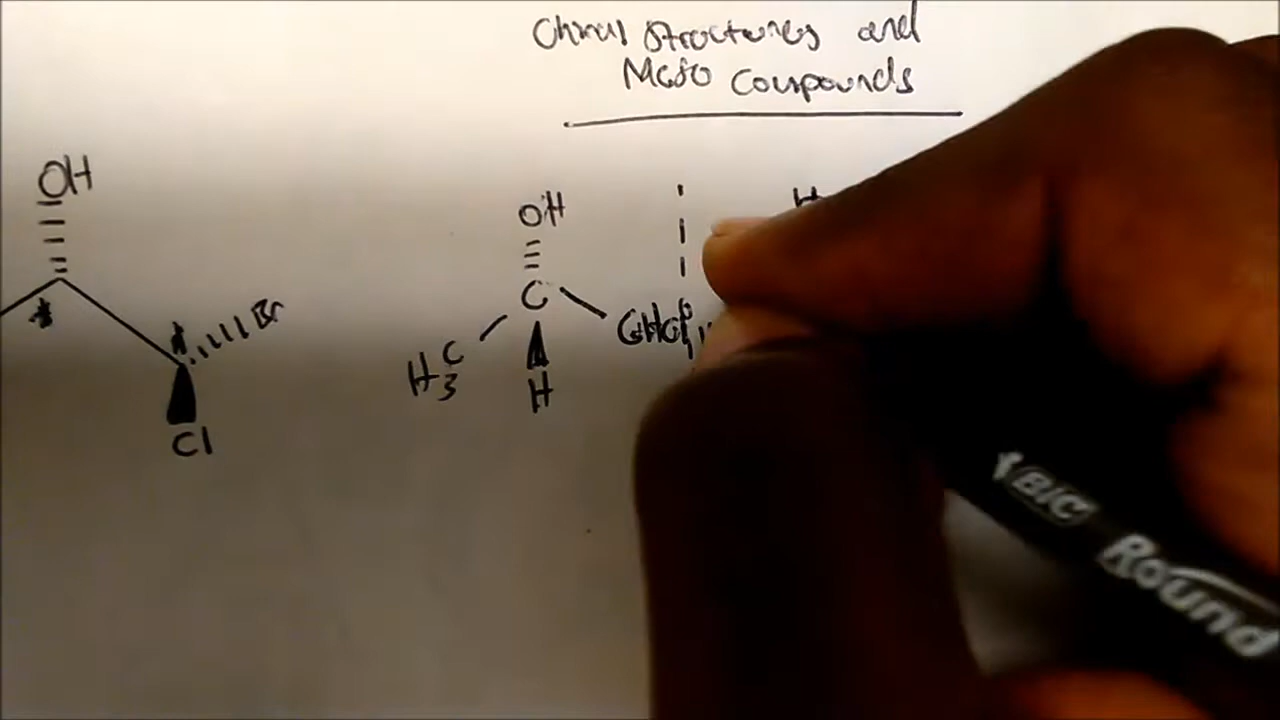 Chiral Structures and
Meso Compounds
OH
Br
Cl
OH
C
H3C
H
H
BIC
Round